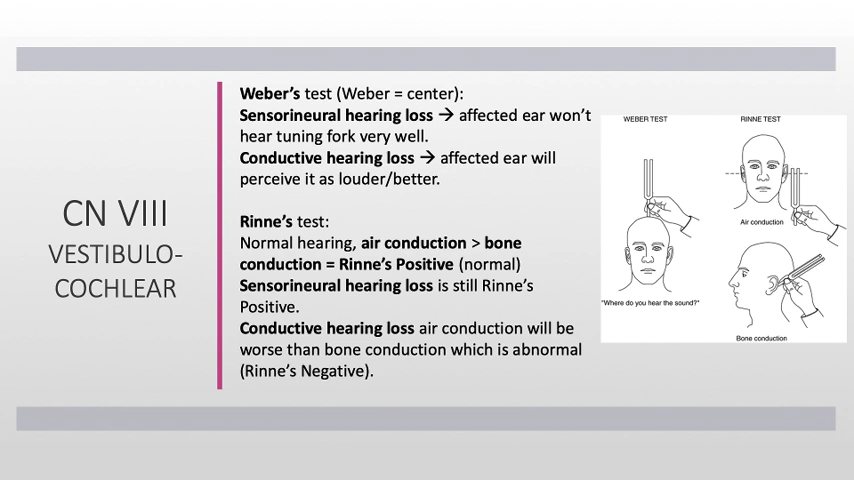 CN VIII
VESTIBULO-
COCHLEAR
Weber's test (Weber = center):
Sensorineural hearing loss → affected ear won't
hear tuning fork very well.
Conductive hearing loss → affected ear will
perceive it as louder/better.
Rinne's test:
Normal hearing, air conduction > bone
conduction = Rinne's Positive (normal)
Sensorineural hearing loss is still Rinne's
Positive.
Conductive hearing loss air conduction will be
worse than bone conduction which is abnormal
(Rinne's Negative).
WEBER TEST
"Where do you hear the sound?"
RINNE TEST
Air conduction
Bone conduction